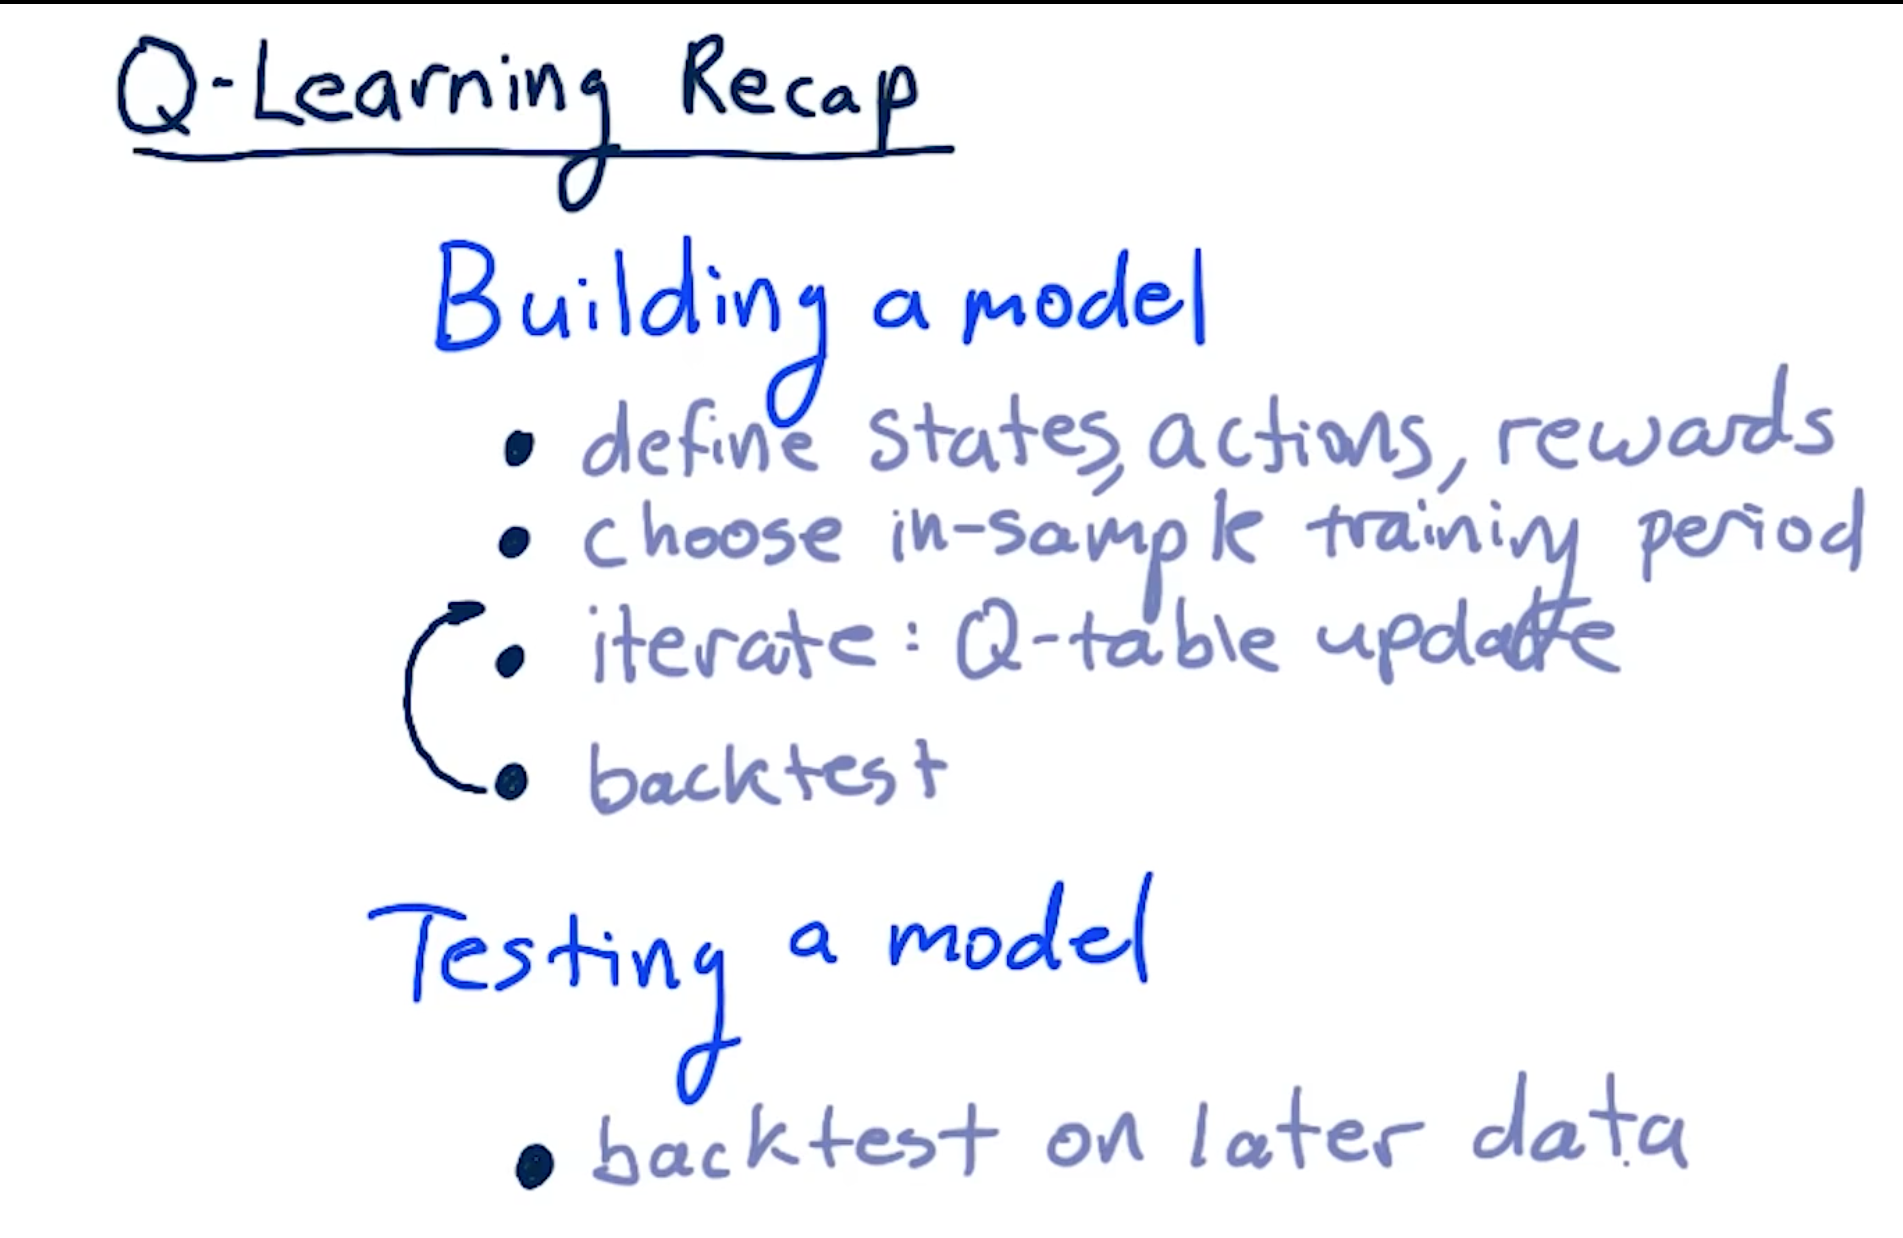 Q-Learning Recap
Building a model
• define states, actions, rewards
• choose in-sample training period
• iterate: Q-table update
• backtest
Testing a model
• backtest on later data